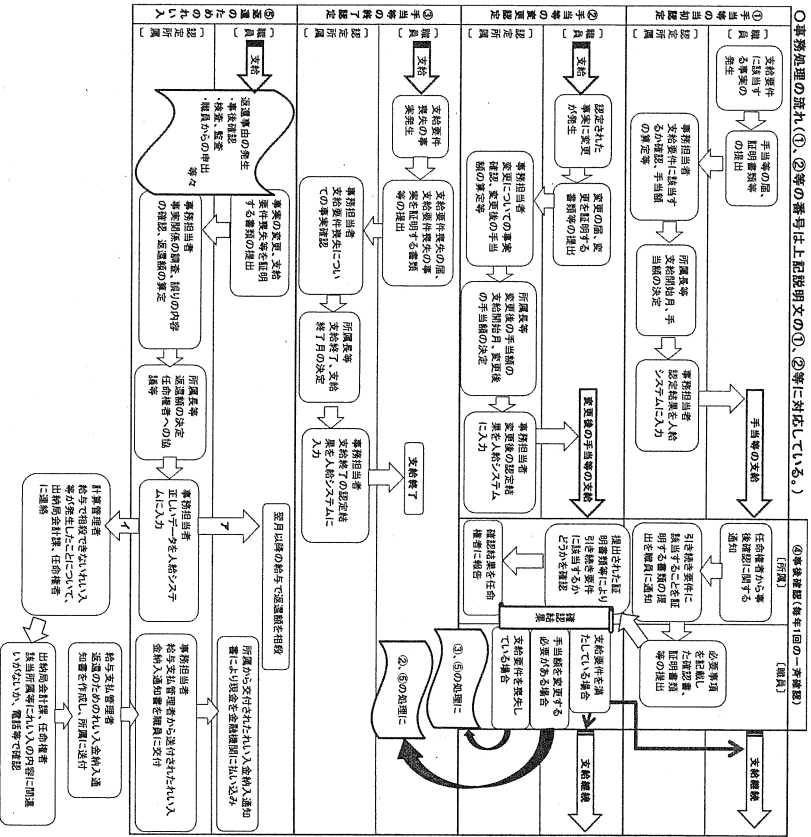 ○事務処理の流れ(①、②等の番号は上記説明文の①、②等に対応している。)
①手当等の当初認定
〔職員〕
〔認定所属〕
支給要件
に該当す
る事実の
発生
手当等の届、
証明書類等
の提出
事務担当者
支給要件に該当す
るか確認、手当額
の算定等
所属長等
支給開始月、手
当額の決定
事務担当者
認定結果を人給
システムに入力
手当等の支給
②手当等の変更
〔職員〕
〔認定所属〕
支給
認定された
事実に変更
が発生
変更の届、変
更を証明する
書類等の提出
事務担当者
変更についての事実
確認、変更後の手当
額の算定等
所属長等
変更後の手当額の
支給開始月、変更後
の手当額の決定
事務担当者
変更後の認定結
果を人給システム
に入力
変更後の手当等の支給
③手当等の終了認定
〔職員〕
〔認定所属〕
支給
支給要件
喪失の事
実発生
支給要件喪失の届、
支給要件喪失の事
実を証明する書類
等の提出
事務担当者
支給要件喪失につい
ての事実確認
所属長等
支給終了、支給
終了月の決定
事務担当者
支給終了の認定結
果を人給システムに
入力
支給終了
④事後確認(毎年1回の一斉確認)
[所属]
[職員]
任命権者から事
後確認に関する
通知
引き続き要件に
該当することを証
明する書類の提
出を職員に通知
必要事項
を記載し
た確認書
証明書類
等の提出
提出された証
明書類等により
引き続き要件
に該当するか
どうかを確認
確認結果を任命
権者に報告
確認結果
支給要件を満
たしている場合
手当額を変更する
必要がある場合
支給要件を喪失し
ている場合
支給継続
支給継続
③、⑤の処理に
②、⑤の処理に
⑤返還のためのれい入
〔職員〕
〔認定所属〕
支給
返還事由の発生
・事後確認
・検査、監査
・職員からの申出
等々
事実の変更、支給
要件喪失等を証明
する書類の提出
事務担当者
事実関係の調査、誤りの内容
の確認、返還額の算定
所属長等
返還額の決定
任命権者への協
議等
事務担当者
正しいデータを人給システ
ムに入力
ア
翌月以降の給与で返還額を相殺
イ
計算管理者
給与で相殺できないれい入
等が発生したことについて、
出納局会計課、任命権者
に連絡
出納局会計課、任命権者
該当所属等にれい入の内容に間違
いがないか、電話等で確認
給与支払管理者
返還のためのれい入金納入通
知書を作成し、所属に送付
事務担当者
給与支払管理者から送付されたれい入
金納入通知書を職員に交付
所属から交付されたれい入金納入通知
書により現金を金融機関に払い込み